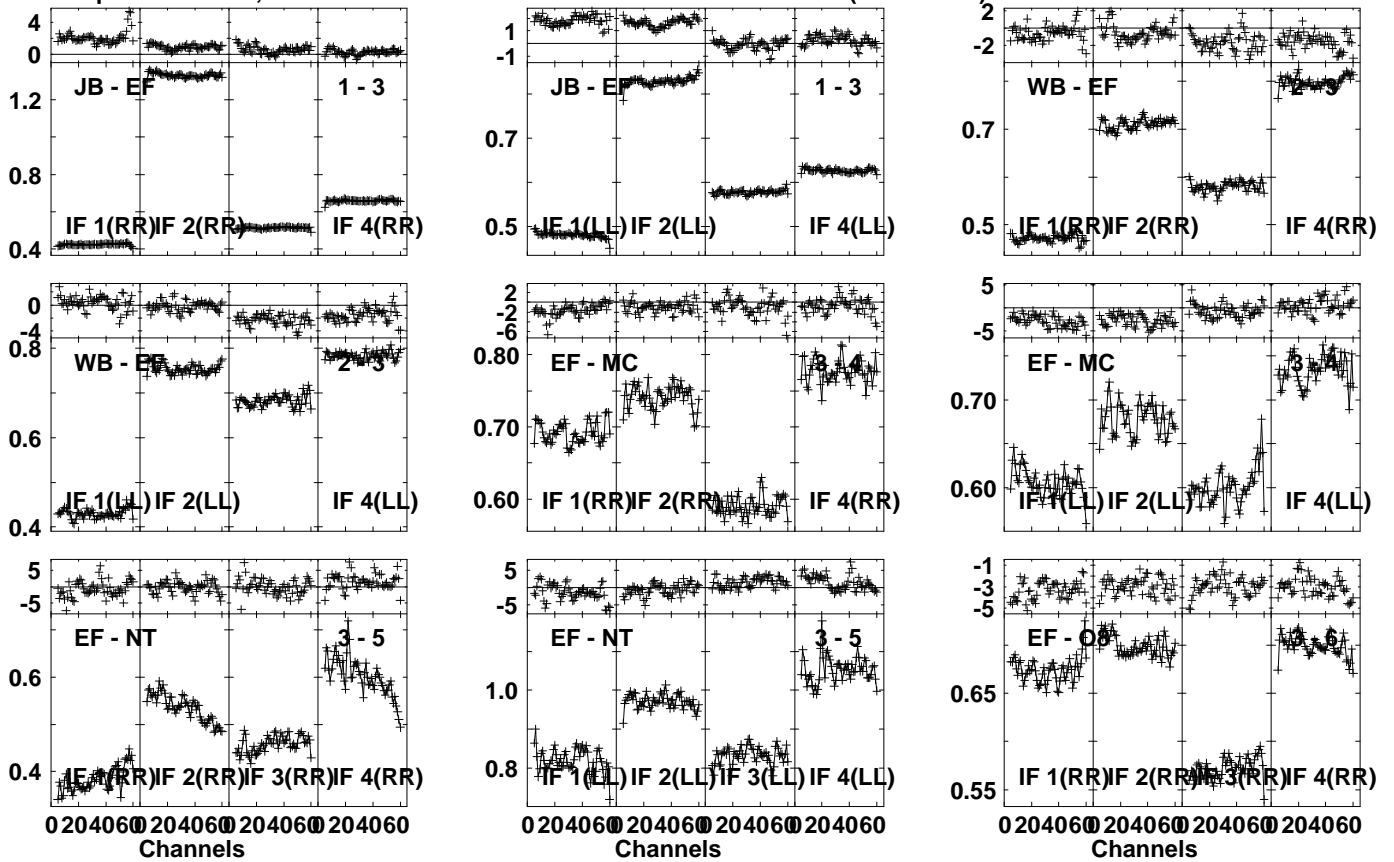 4
0
1
-1
2
-2
JB - EF 1 - 3
JB - EF 1 - 3
WB - EF 2 - 3
1.2
0.8
0.4
0.7
0.5
0.7
0.5
IF 1(RR) IF 2(RR) IF 4(RR)
IF 1(LL) IF 2(LL) IF 4(LL)
IF 1(RR) IF 2(RR) IF 4(RR)
0
-4
2
-2
-6
5
-5
WB - EF 2 - 3
EF - MC 3 - 4
EF - MC 3 - 4
0.8
0.6
0.4
0.80
0.70
0.60
0.70
0.60
IF 1(LL) IF 2(LL) IF 4(LL)
IF 1(RR) IF 2(RR) IF 4(RR)
IF 1(LL) IF 2(LL) IF 4(LL)
5
-5
5
-5
-1
-3
-5
EF - NT 3 - 5
EF - NT 3 - 5
EF - O8 3 - 6
0.6
0.4
1.0
0.8
0.65
0.55
IF 1(RR) IF 2(RR) IF 3(RR) IF 4(RR)
IF 1(LL) IF 2(LL) IF 3(LL) IF 4(LL)
IF 1(RR) IF 2(RR) IF 3(RR) IF 4(RR)
0 204060 0 204060 0 204060 0 204060
0 204060 0 204060 0 204060 0 204060
0 204060 0 204060 0 204060 0 204060
Channels
Channels
Channels